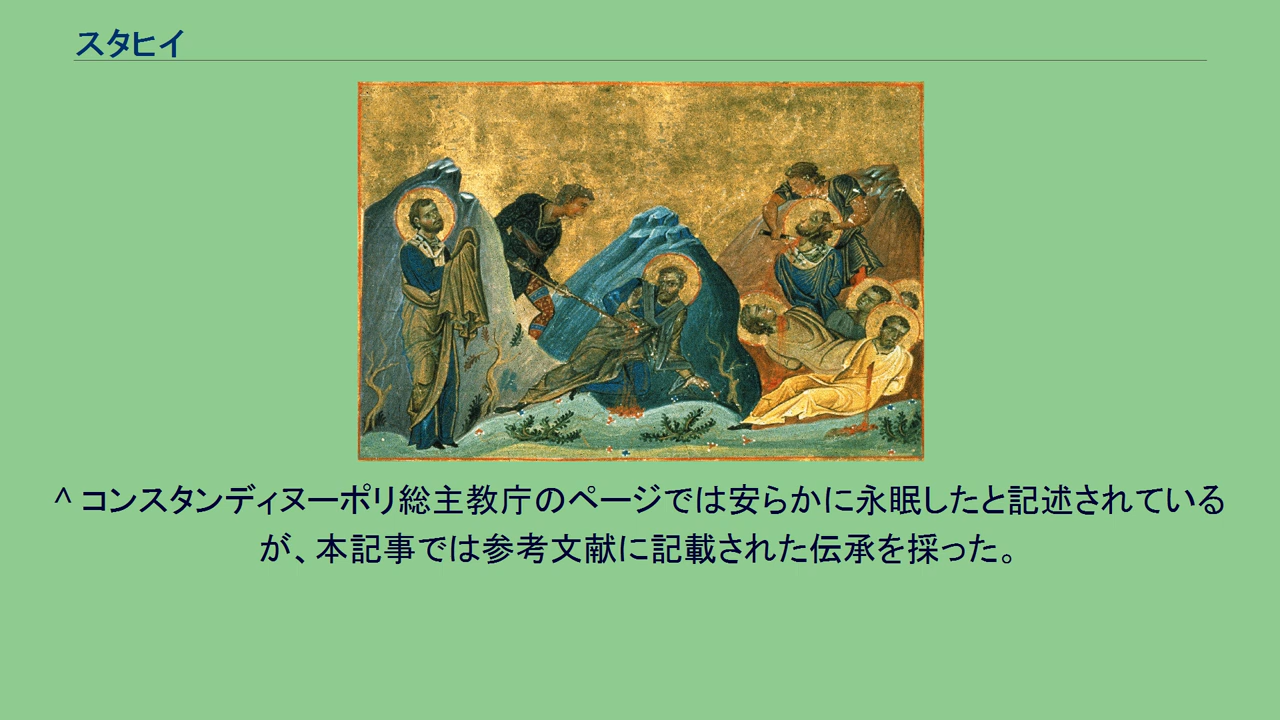 スタヒイ
^ コンスタンディヌーポリ総主教庁のページでは安らかに永眠したと記述されている
が、本記事では参考文献に記載された伝承を採った。